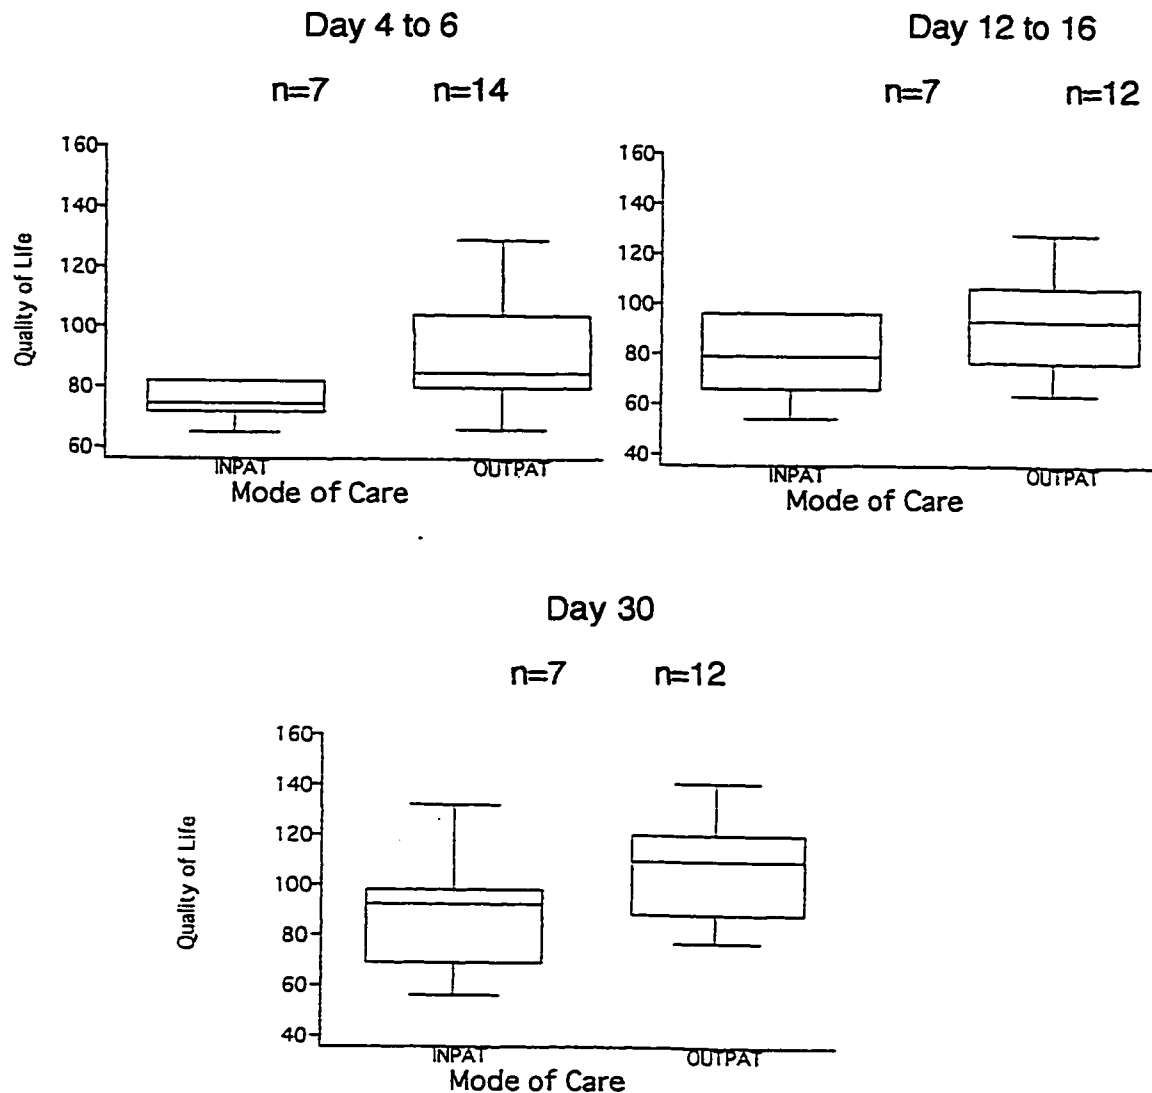 Day 4 to 6
n=7 n=14
160
140
120
100
80
60
Quality of Life
INPAT OUTPAT
Mode of Care
Day 12 to 16
n=7 n=12
160
140
120
100
80
60
40
INPAT OUTPAT
Mode of Care
Day 30
n=7 n=12
160
140
120
100
80
60
40
Quality of Life
INPAT OUTPAT
Mode of Care